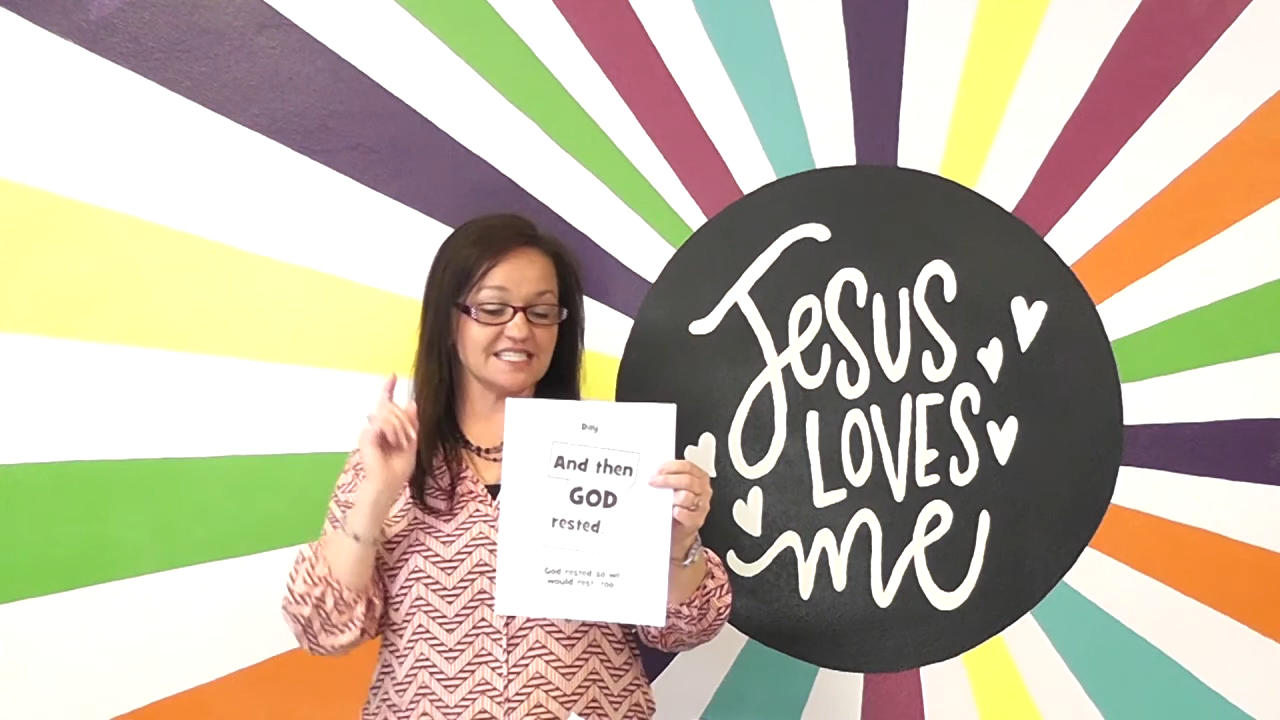 Day
And then
GOD
rested.
God rested so we
would rest too
Jesus
LOVES
me